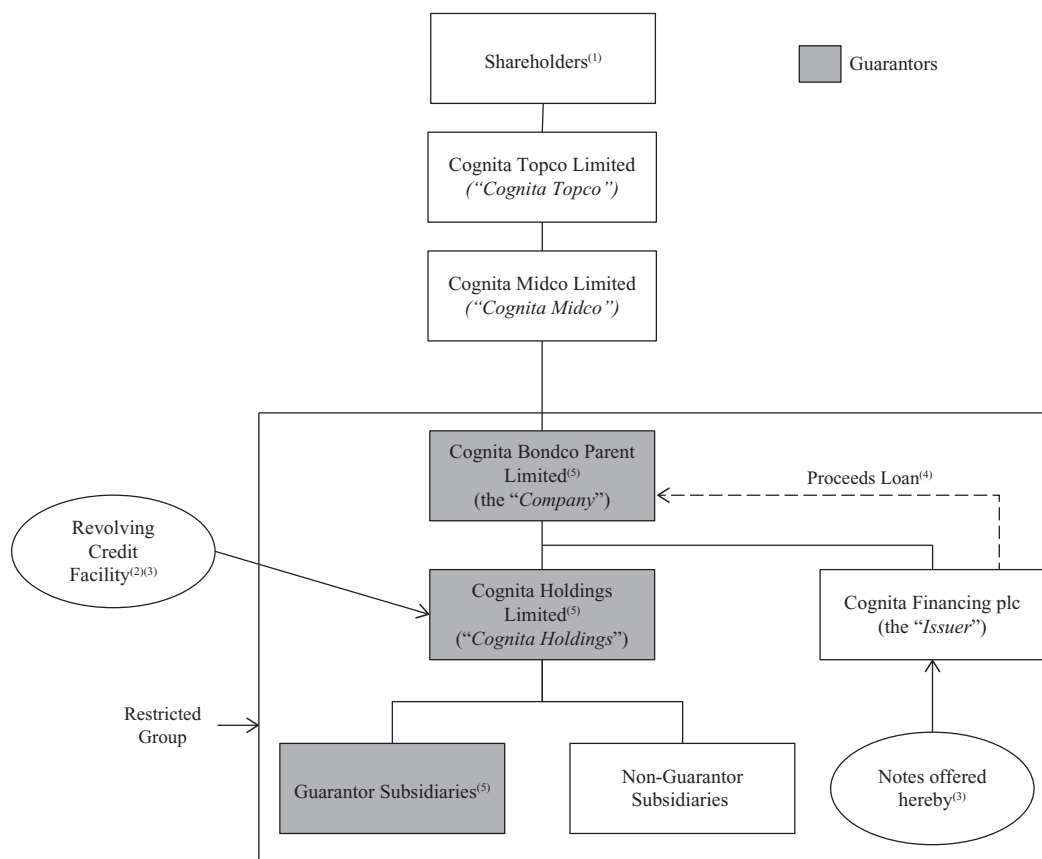 Shareholders(1)
Guarantors
Cognita Topco Limited
(“Cognita Topco”)
Cognita Midco Limited
(“Cognita Midco”)
Cognita Bondco Parent
Limited(5)
(the “Company”)
Proceeds Loan(4)
Revolving
Credit
Facility(2)(3)
Cognita Holdings
Limited(5)
(“Cognita Holdings”)
Cognita Financing plc
(the “Issuer”)
Restricted
Group
Guarantor Subsidiaries(5)
Non-Guarantor
Subsidiaries
Notes offered
hereby(3)